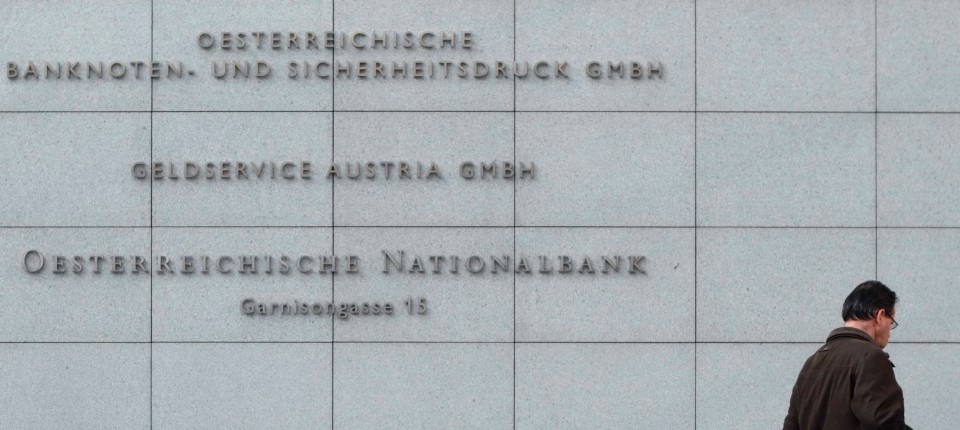 OESTERREICHISCHE
BANKNOTEN- UND SICHERHEITSDRUCK GMBH
GELDSERVICE AUSTRIA GMBH
OESTERREICHISCHE NATIONALBANK
Garnisongasse 15